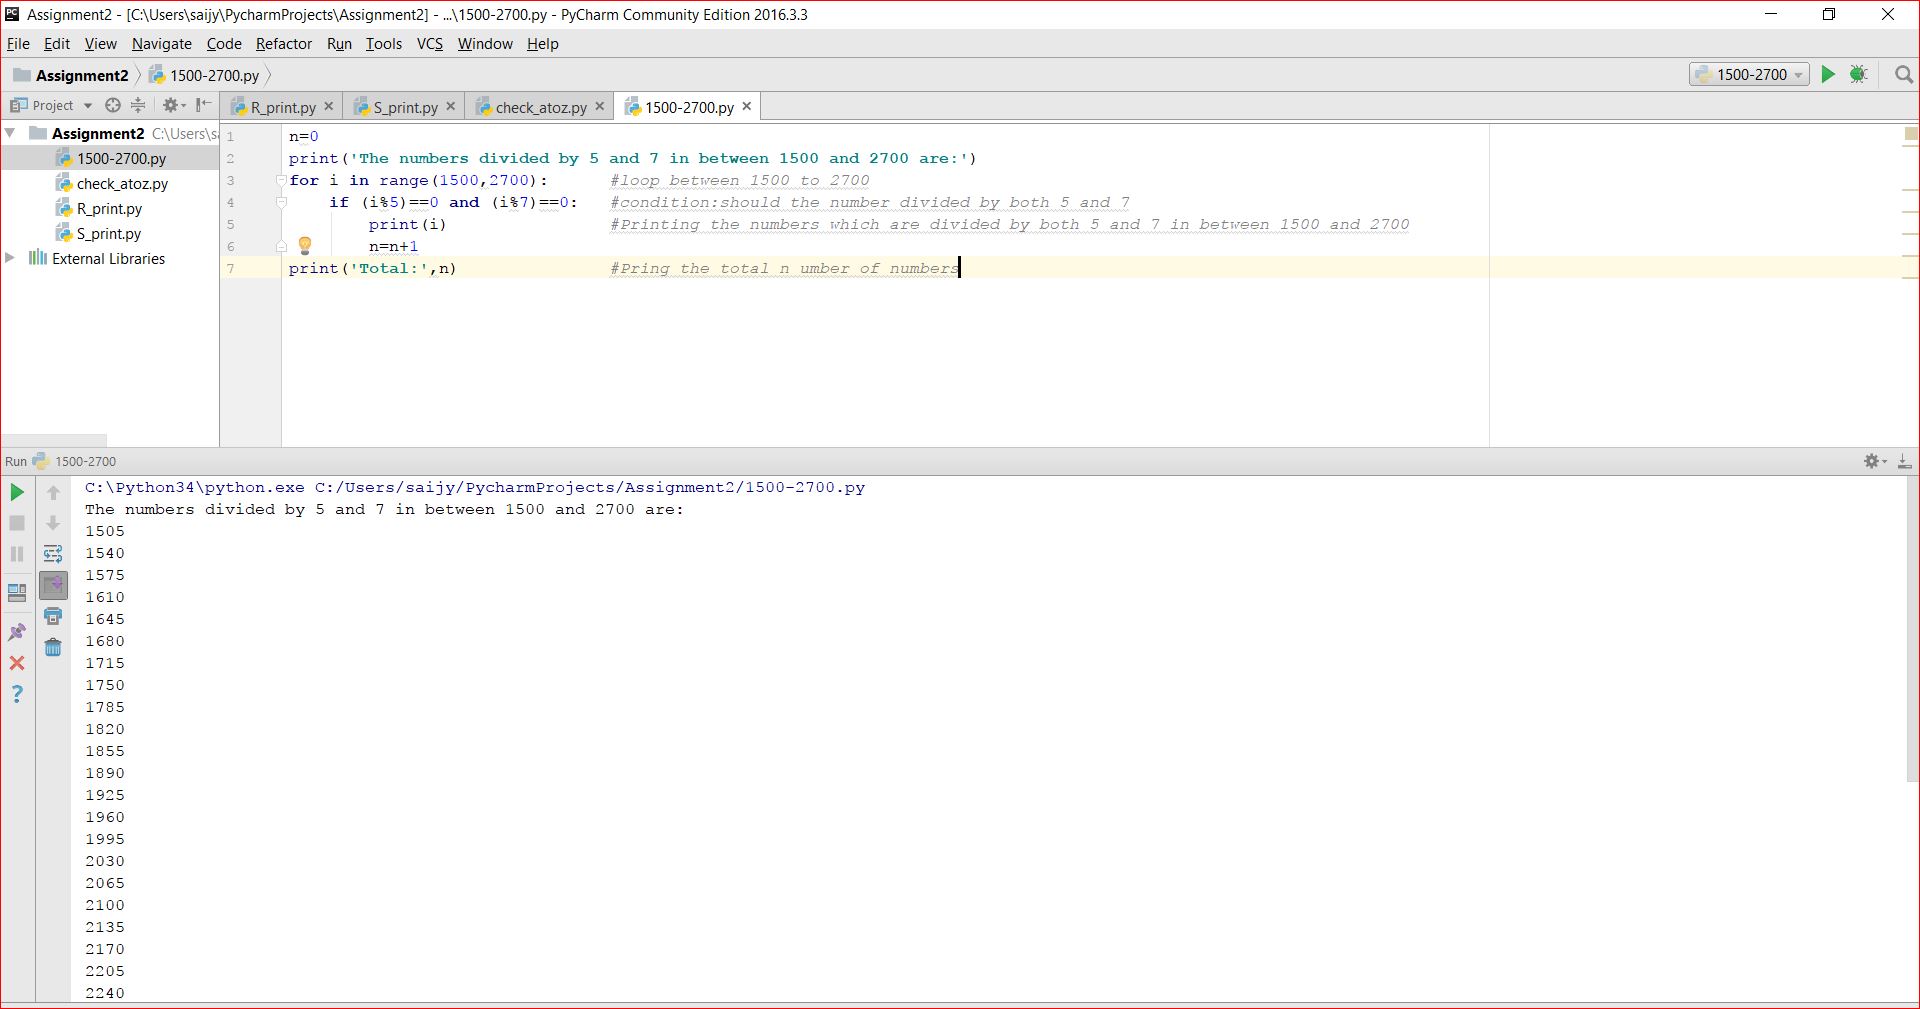 PC Assignment2 - [C:\Users\saijy\PycharmProjects\Assignment2] - ...\1500-2700.py - PyCharm Community Edition 2016.3.3
File Edit View Navigate Code Refactor Run Tools VCS Window Help
Assignment2 1500-2700.py 1500-2700
Project R_print.py S_print.py check_atoz.py 1500-2700.py
Assignment2 C:\Users\sa
1500-2700.py
check_atoz.py
R_print.py
S_print.py
External Libraries
1 n=0
2 print('The numbers divided by 5 and 7 in between 1500 and 2700 are:')
3 for i in range(1500,2700): #loop between 1500 to 2700
4 if (i%5)==0 and (i%7)==0: #condition:should the number divided by both 5 and 7
5 print(i) #Printing the numbers which are divided by both 5 and 7 in between 1500 and 2700
6 n=n+1
7 print('Total:',n) #Pring the total n umber of numbers
Run 1500-2700
C:\Python34\python.exe C:/Users/saijy/PycharmProjects/Assignment2/1500-2700.py
The numbers divided by 5 and 7 in between 1500 and 2700 are:
1505
1540
1575
1610
1645
1680
1715
1750
1785
1820
1855
1890
1925
1960
1995
2030
2065
2100
2135
2170
2205
2240